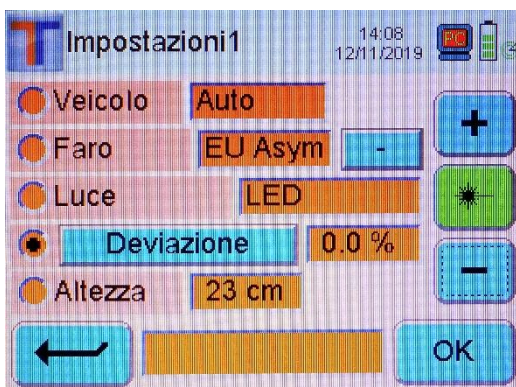 Impostazioni1
14:08
12/11/2019
PC
Veicolo Auto
Faro EU Asym -
Luce LED
Deviazione 0.0 %
Altezza 23 cm
+
-
OK